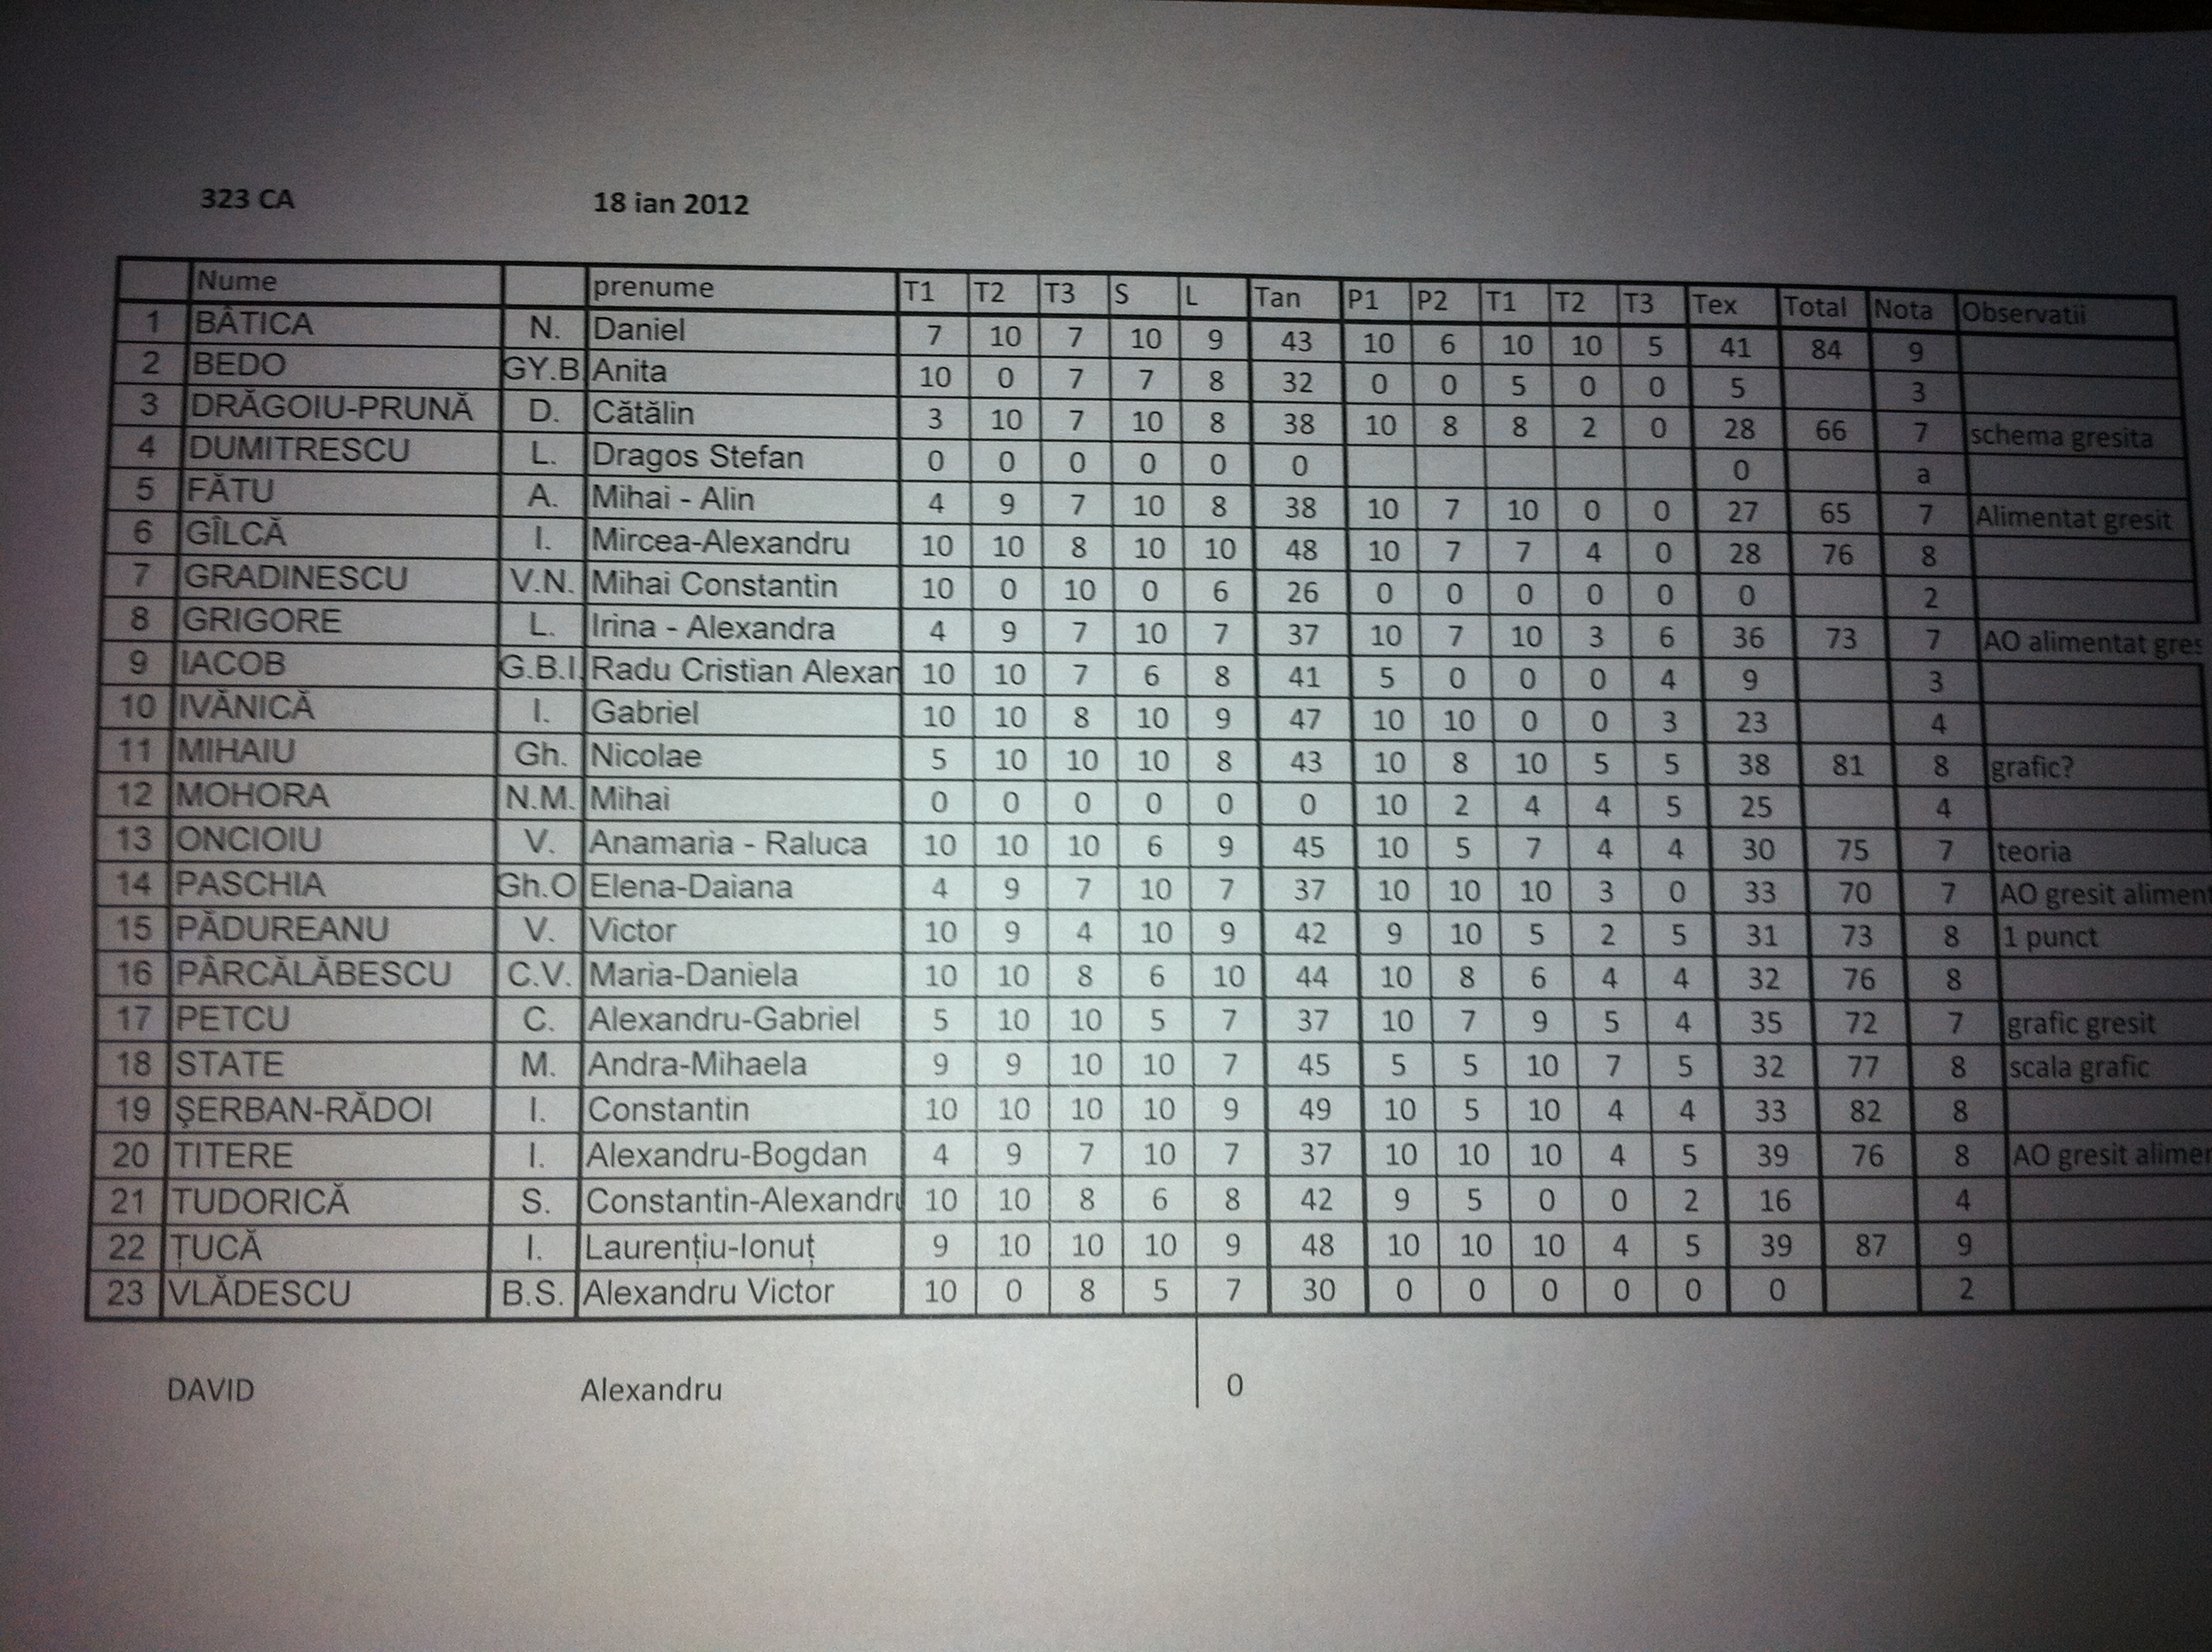 323 CA 18 ian 2012
Nume prenume T1 T2 T3 S L Tan P1 P2 T1 T2 T3 Tex Total Nota Observatii
1 BÂTICA N. Daniel 7 10 7 10 9 43 10 6 10 10 5 41 84 9
2 BEDO GY.B Anita 10 0 7 7 8 32 0 0 5 0 0 5 3
3 DRĂGOIU-PRUNĂ D. Cătălin 3 10 7 10 8 38 10 8 8 2 0 28 66 7 schema gresita
4 DUMITRESCU L. Dragos Stefan 0 0 0 0 0 0 0 a
5 FĂTU A. Mihai - Alin 4 9 7 10 8 38 10 7 10 0 0 27 65 7 Alimentat gresit
6 GÎLCĂ I. Mircea-Alexandru 10 10 8 10 10 48 10 7 7 4 0 28 76 8
7 GRADINESCU V.N. Mihai Constantin 10 0 10 0 6 26 0 0 0 0 0 0 2
8 GRIGORE L. Irina - Alexandra 4 9 7 10 7 37 10 7 10 3 6 36 73 7 AO alimentat gres
9 IACOB G.B.I. Radu Cristian Alexan 10 10 7 6 8 41 5 0 0 0 4 9 3
10 IVĂNICĂ I. Gabriel 10 10 8 10 9 47 10 10 0 0 3 23 4
11 MIHAIU Gh. Nicolae 5 10 10 10 8 43 10 8 10 5 5 38 81 8 grafic?
12 MOHORA N.M. Mihai 0 0 0 0 0 0 10 2 4 4 5 25 4
13 ONCIOIU V. Anamaria - Raluca 10 10 10 6 9 45 10 5 7 4 4 30 75 7 teoria
14 PASCHIA Gh.O Elena-Daiana 4 9 7 10 7 37 10 10 10 3 0 33 70 7 AO gresit aliment
15 PĂDUREANU V. Victor 10 9 4 10 9 42 9 10 5 2 5 31 73 8 1 punct
16 PÂRCĂLĂBESCU C.V. Maria-Daniela 10 10 8 6 10 44 10 8 6 4 4 32 76 8
17 PETCU C. Alexandru-Gabriel 5 10 10 5 7 37 10 7 9 5 4 35 72 7 grafic gresit
18 STATE M. Andra-Mihaela 9 9 10 10 7 45 5 5 10 7 5 32 77 8 scala grafic
19 ŞERBAN-RĂDOI I. Constantin 10 10 10 10 9 49 10 5 10 4 4 33 82 8
20 TITERE I. Alexandru-Bogdan 4 9 7 10 7 37 10 10 10 4 5 39 76 8 AO gresit alimen
21 TUDORICĂ S. Constantin-Alexandru 10 10 8 6 8 42 9 5 0 0 2 16 4
22 ȚUCĂ I. Laurențiu-Ionuț 9 10 10 10 9 48 10 10 10 4 5 39 87 9
23 VLĂDESCU B.S. Alexandru Victor 10 0 8 5 7 30 0 0 0 0 0 0 2
DAVID Alexandru 0